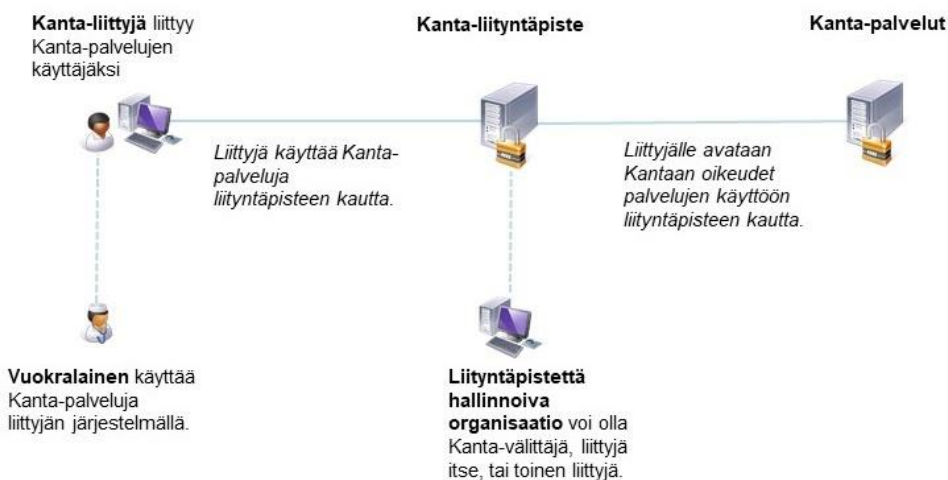 Kanta-liittyjä liittyy
Kanta-palvelujen
käyttäjäksi
Kanta-liityntäpiste
Kanta-palvelut
Liittyjä käyttää Kanta-
palveluja
liityntäpisteen kautta.
Liittyjälle avataan
Kantaan oikeudet
palvelujen käyttöön
liityntäpisteen kautta.
Vuokralainen käyttää
Kanta-palveluja
liittyjän järjestelmällä.
Liityntäpistettä
hallinnoiva
organisaatio voi olla
Kanta-välittäjä, liittyjä
itse, tai toinen liittyjä.